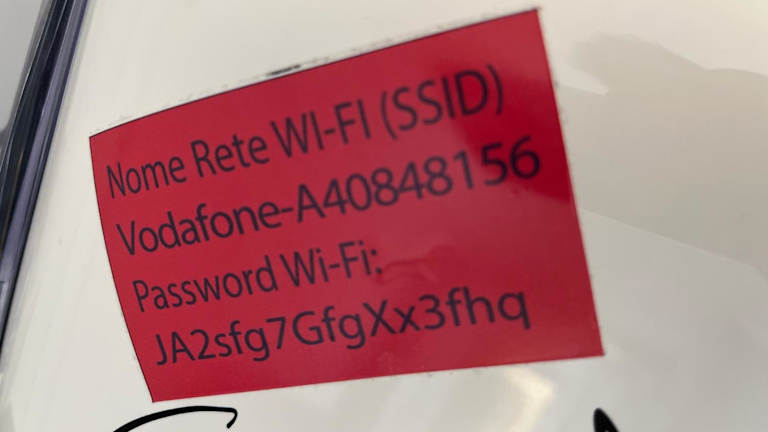 Nome Rete WI-FI (SSID)
Vodafone-A40848156
Password Wi-Fi:
JA2sfg7GfgXx3fhq